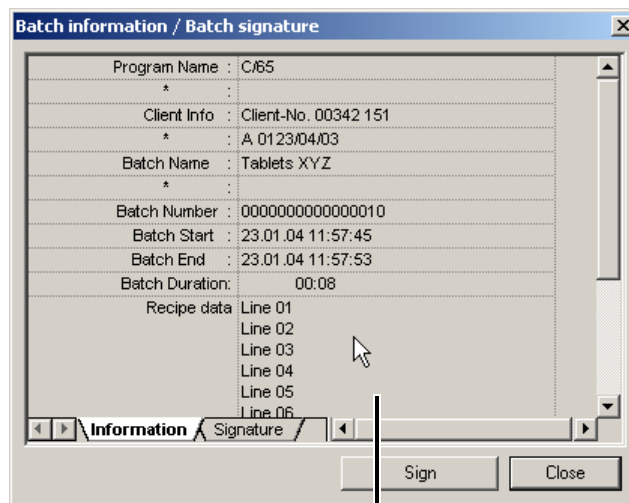 Batch information / Batch signature
Program Name : C/65
* :
Client Info : Client-No. 00342 151
* : A 0123/04/03
Batch Name : Tablets XYZ
* :
Batch Number : 0000000000000010
Batch Start : 23.01.04 11:57:45
Batch End : 23.01.04 11:57:53
Batch Duration: 00:08
Recipe data Line 01
Line 02
Line 03
Line 04
Line 05
Line 06
Information Signature
Sign Close